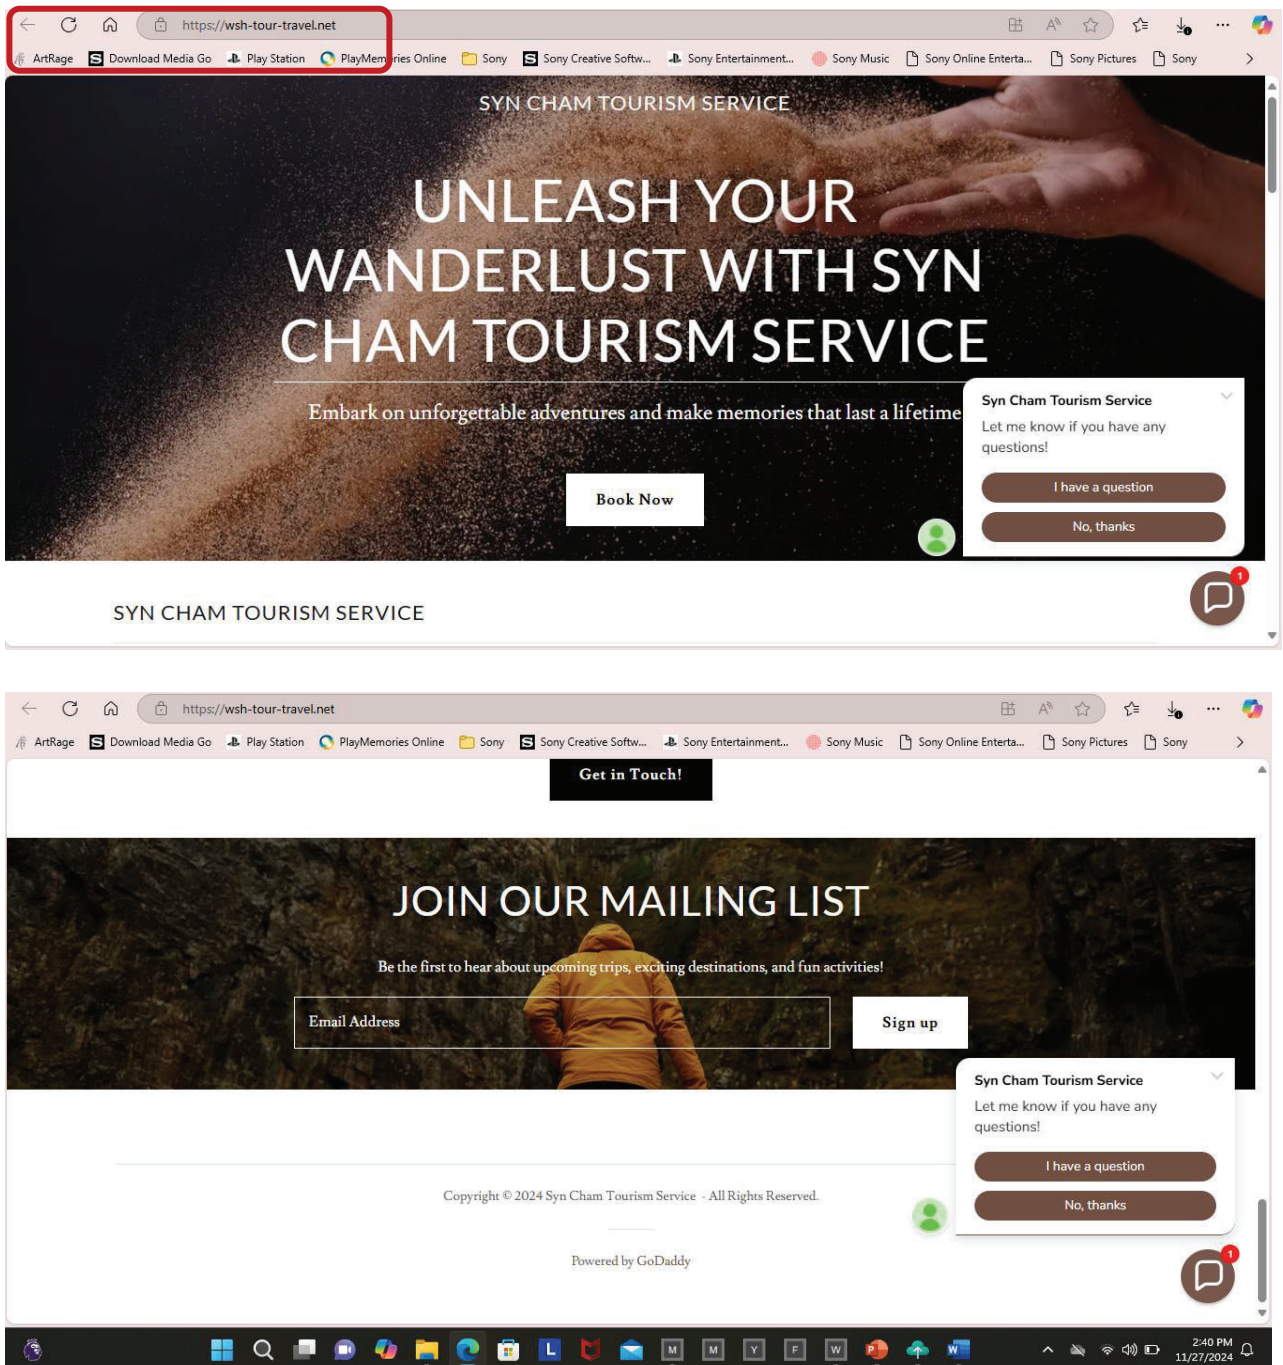 https://wsh-tour-travel.net
ArtRage Download Media Go Play Station PlayMemories Online Sony Sony Creative Softw... Sony Entertainment... Sony Music Sony Online Enterta... Sony Pictures Sony
SYN CHAM TOURISM SERVICE
UNLEASH YOUR
WANDERLUST WITH SYN
CHAM TOURISM SERVICE
Embark on unforgettable adventures and make memories that last a lifetime
Book Now
Syn Cham Tourism Service
Let me know if you have any
questions!
I have a question
No, thanks
1
SYN CHAM TOURISM SERVICE
https://wsh-tour-travel.net
ArtRage Download Media Go Play Station PlayMemories Online Sony Sony Creative Softw... Sony Entertainment... Sony Music Sony Online Enterta... Sony Pictures Sony
Get in Touch!
JOIN OUR MAILING LIST
Be the first to hear about upcoming trips, exciting destinations, and fun activities!
Email Address
Sign up
Syn Cham Tourism Service
Let me know if you have any
questions!
I have a question
No, thanks
1
Copyright © 2024 Syn Cham Tourism Service - All Rights Reserved.
Powered by GoDaddy
L M M Y F W
2:40 PM
11/27/2024